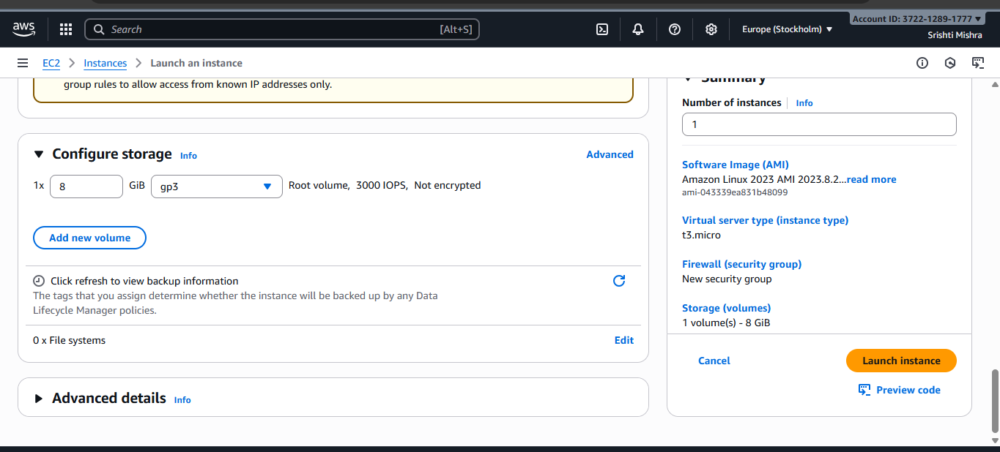 aws
Search
[Alt+S]
Europe (Stockholm)
Account ID: 3722-1289-1777
Srishti Mishra
EC2
Instances
Launch an instance
group rules to allow access from known IP addresses only.
Configure storage Info
Advanced
1x 8 GiB gp3 Root volume, 3000 IOPS, Not encrypted
Add new volume
Click refresh to view backup information
The tags that you assign determine whether the instance will be backed up by any Data
Lifecycle Manager policies.
0 x File systems
Edit
Advanced details Info
Summary
Number of instances Info
1
Software Image (AMI)
Amazon Linux 2023 AMI 2023.8.2...read more
ami-043339ea831b48099
Virtual server type (instance type)
t3.micro
Firewall (security group)
New security group
Storage (volumes)
1 volume(s) - 8 GiB
Cancel
Launch instance
Preview code